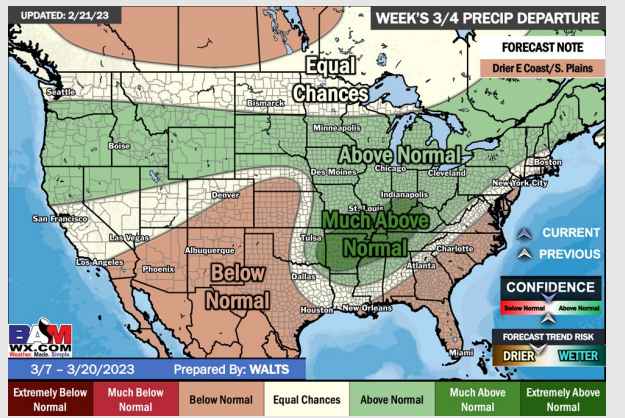 UPDATED: 2/21/23
WEEK'S 3/4 PRECIP DEPARTURE
FORECAST NOTE
Drier E Coast/S. Plains
Equal
Chances
Seattle
Bismarck
Minneapolis
Boise
Above Normal
Boston
Des Moines
Chicago
Cleveland
New York City
Denver
Indianapolis
San Francisco
St. Louis
Much Above
Normal
CURRENT
Las Vegas
Tulsa
PREVIOUS
Los Angeles
Albuquerque
Charlotte
Phoenix
Below
Normal
Dallas
Atlanta
CONFIDENCE
Below Normal
Above Normal
Houston
New Orleans
BAM
WX.COM
Weather. Made. Simple.
FORECAST TREND RISK
DRIER
WETTER
Miami
3/7 – 3/20/2023
Prepared By: WALTS
Extremely Below
Normal
Much Below
Normal
Below Normal
Equal Chances
Above Normal
Much Above
Normal
Extremely Above
Normal